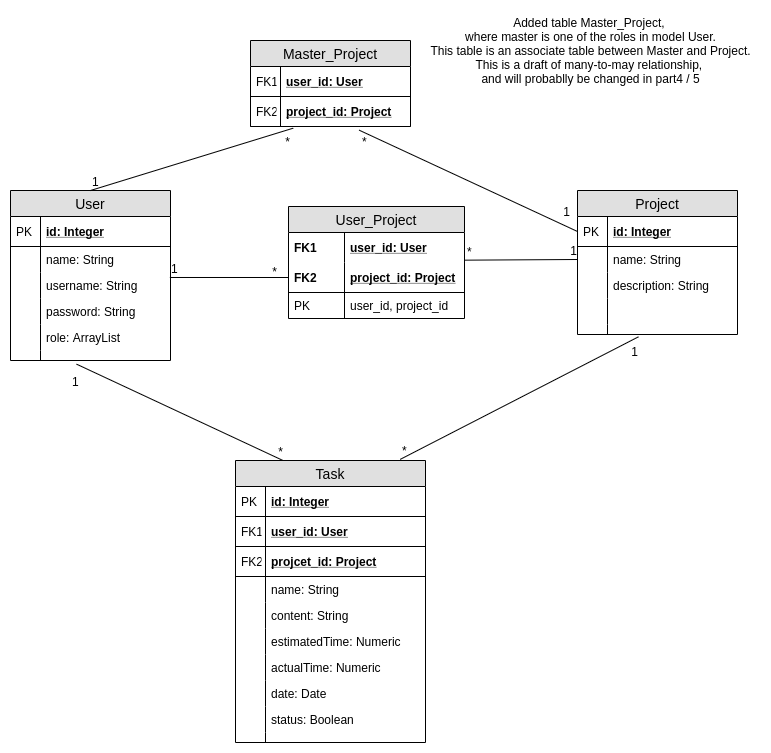 Added table Master_Project,
where master is one of the roles in model User.
This table is an associate table between Master and Project.
This is a draft of many-to-may relationship,
and will probablly be changed in part4 / 5
Master_Project
FK1 user_id: User
FK2 project_id: Project
* *
1
1
User
PK id: Integer
name: String
username: String
password: String
role: ArrayList
User_Project
FK1 user_id: User
FK2 project_id: Project
PK user_id, project_id
Project
PK id: Integer
name: String
description: String
1 *
* 1
1
1
* *
Task
PK id: Integer
FK1 user_id: User
FK2 projcet_id: Project
name: String
content: String
estimatedTime: Numeric
actualTime: Numeric
date: Date
status: Boolean